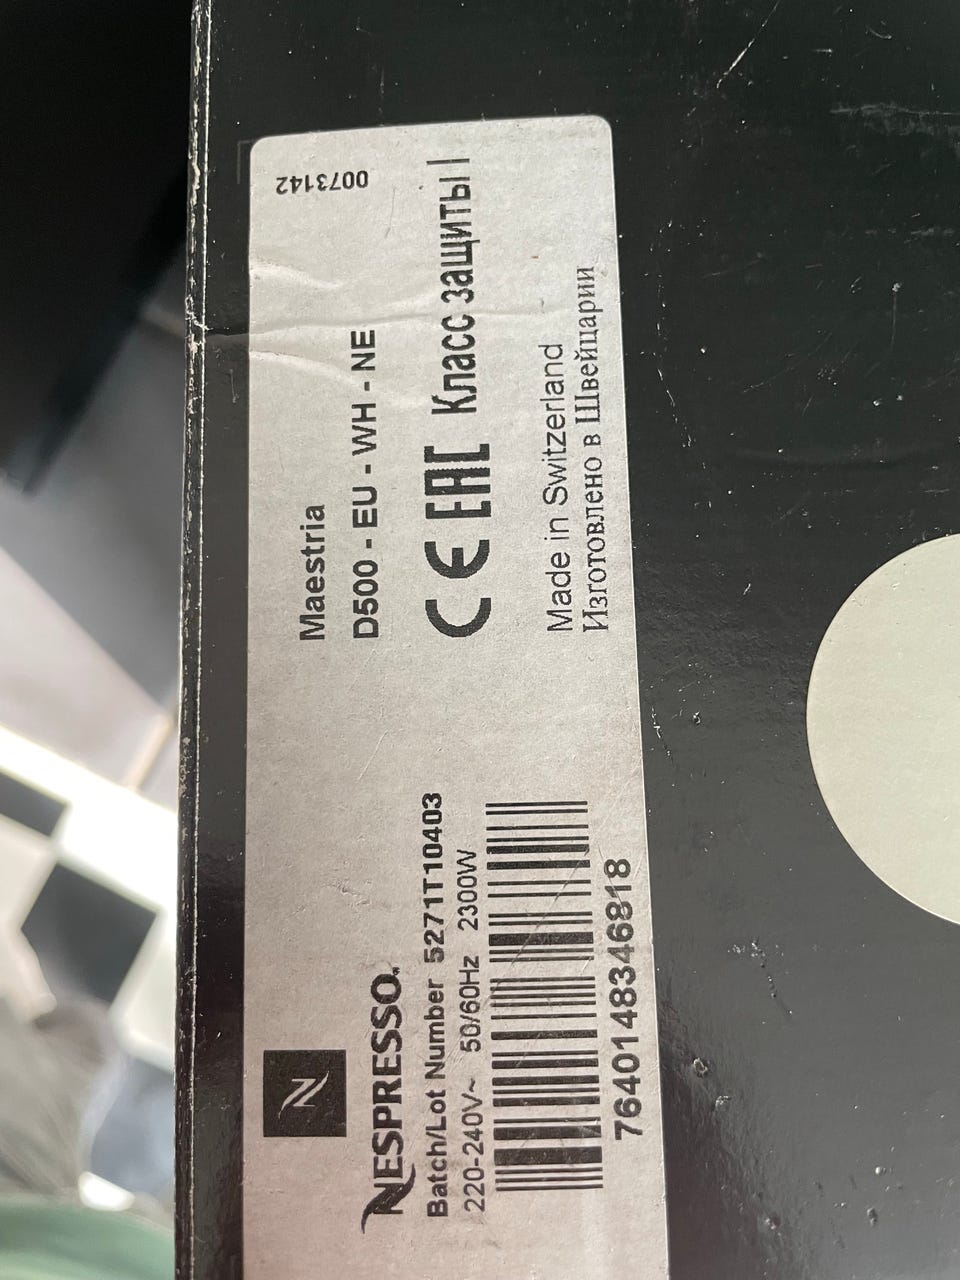 NESPRESSO.
Batch/Lot Number 5271T10403
220-240V~ 50/60Hz 2300W
7640148346818
Maestria
D500 - EU - WH - NE
CE EAC Класс защиты I
Made in Switzerland
Изготовлено в Швейцарии
0073142